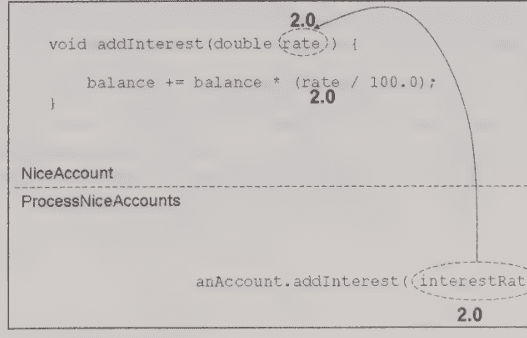 2.0
void addInterest(double rate) {
balance += balance * (rate / 100.0);
2.0
}
NiceAccount
ProcessNiceAccounts
anAccount.addInterest(interestRat
2.0